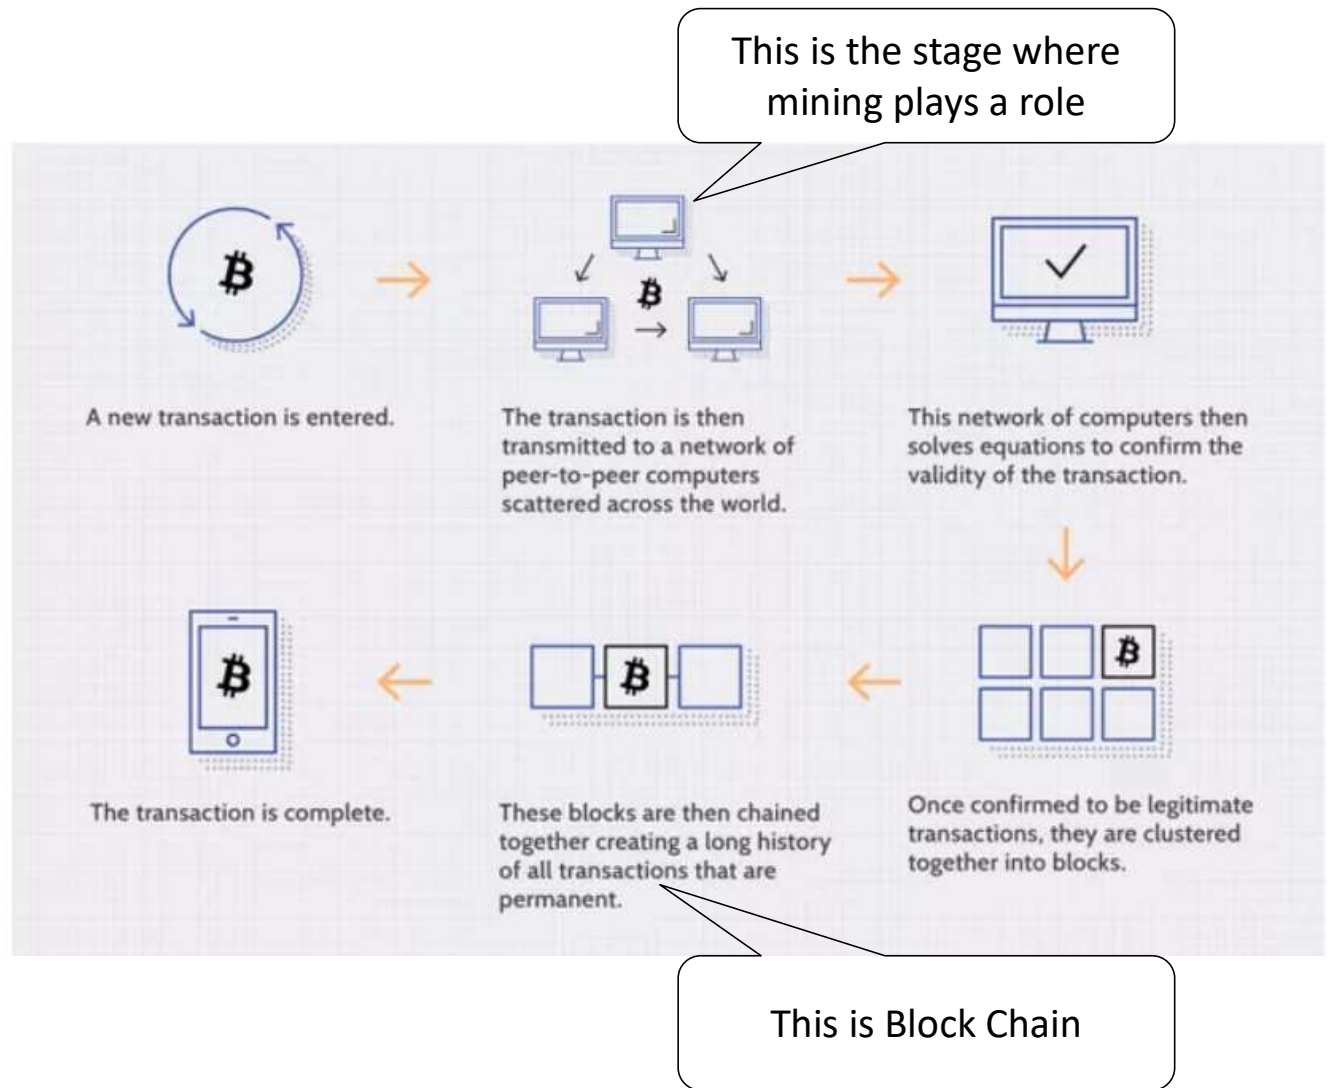 This is the stage where
mining plays a role
A new transaction is entered.
The transaction is then
transmitted to a network of
peer-to-peer computers
scattered across the world.
This network of computers then
solves equations to confirm the
validity of the transaction.
Once confirmed to be legitimate
transactions, they are clustered
together into blocks.
These blocks are then chained
together creating a long history
of all transactions that are
permanent.
The transaction is complete.
This is Block Chain